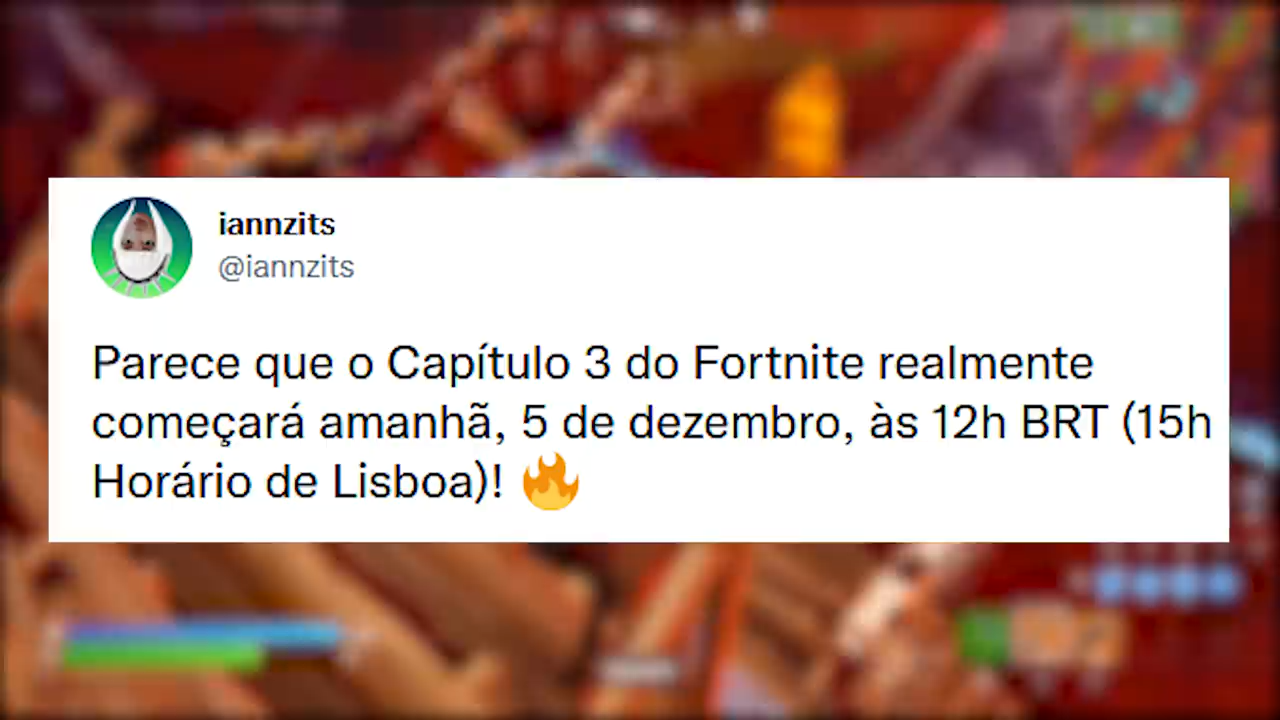 iannzits
@iannzits
Parece que o Capítulo 3 do Fortnite realmente
começará amanhã, 5 de dezembro, às 12h BRT (15h
Horário de Lisboa)! 🔥